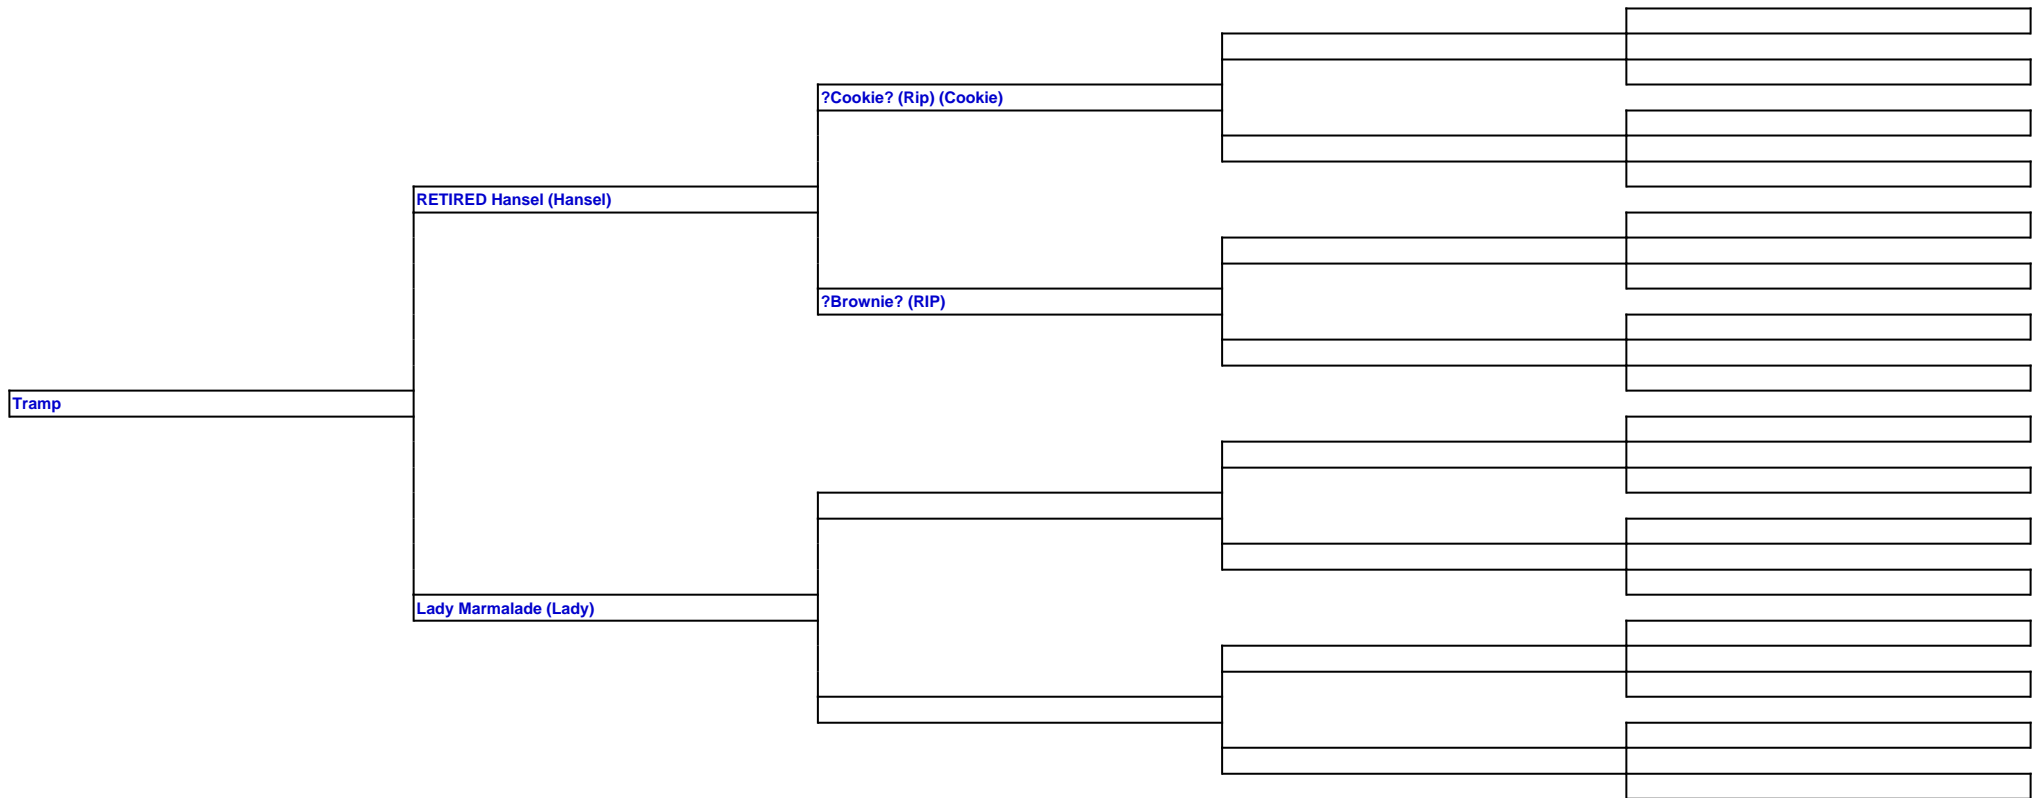 ?Cookie? (Rip) (Cookie)
RETIRED Hansel (Hansel)
?Brownie? (RIP)
Tramp
Lady Marmalade (Lady)